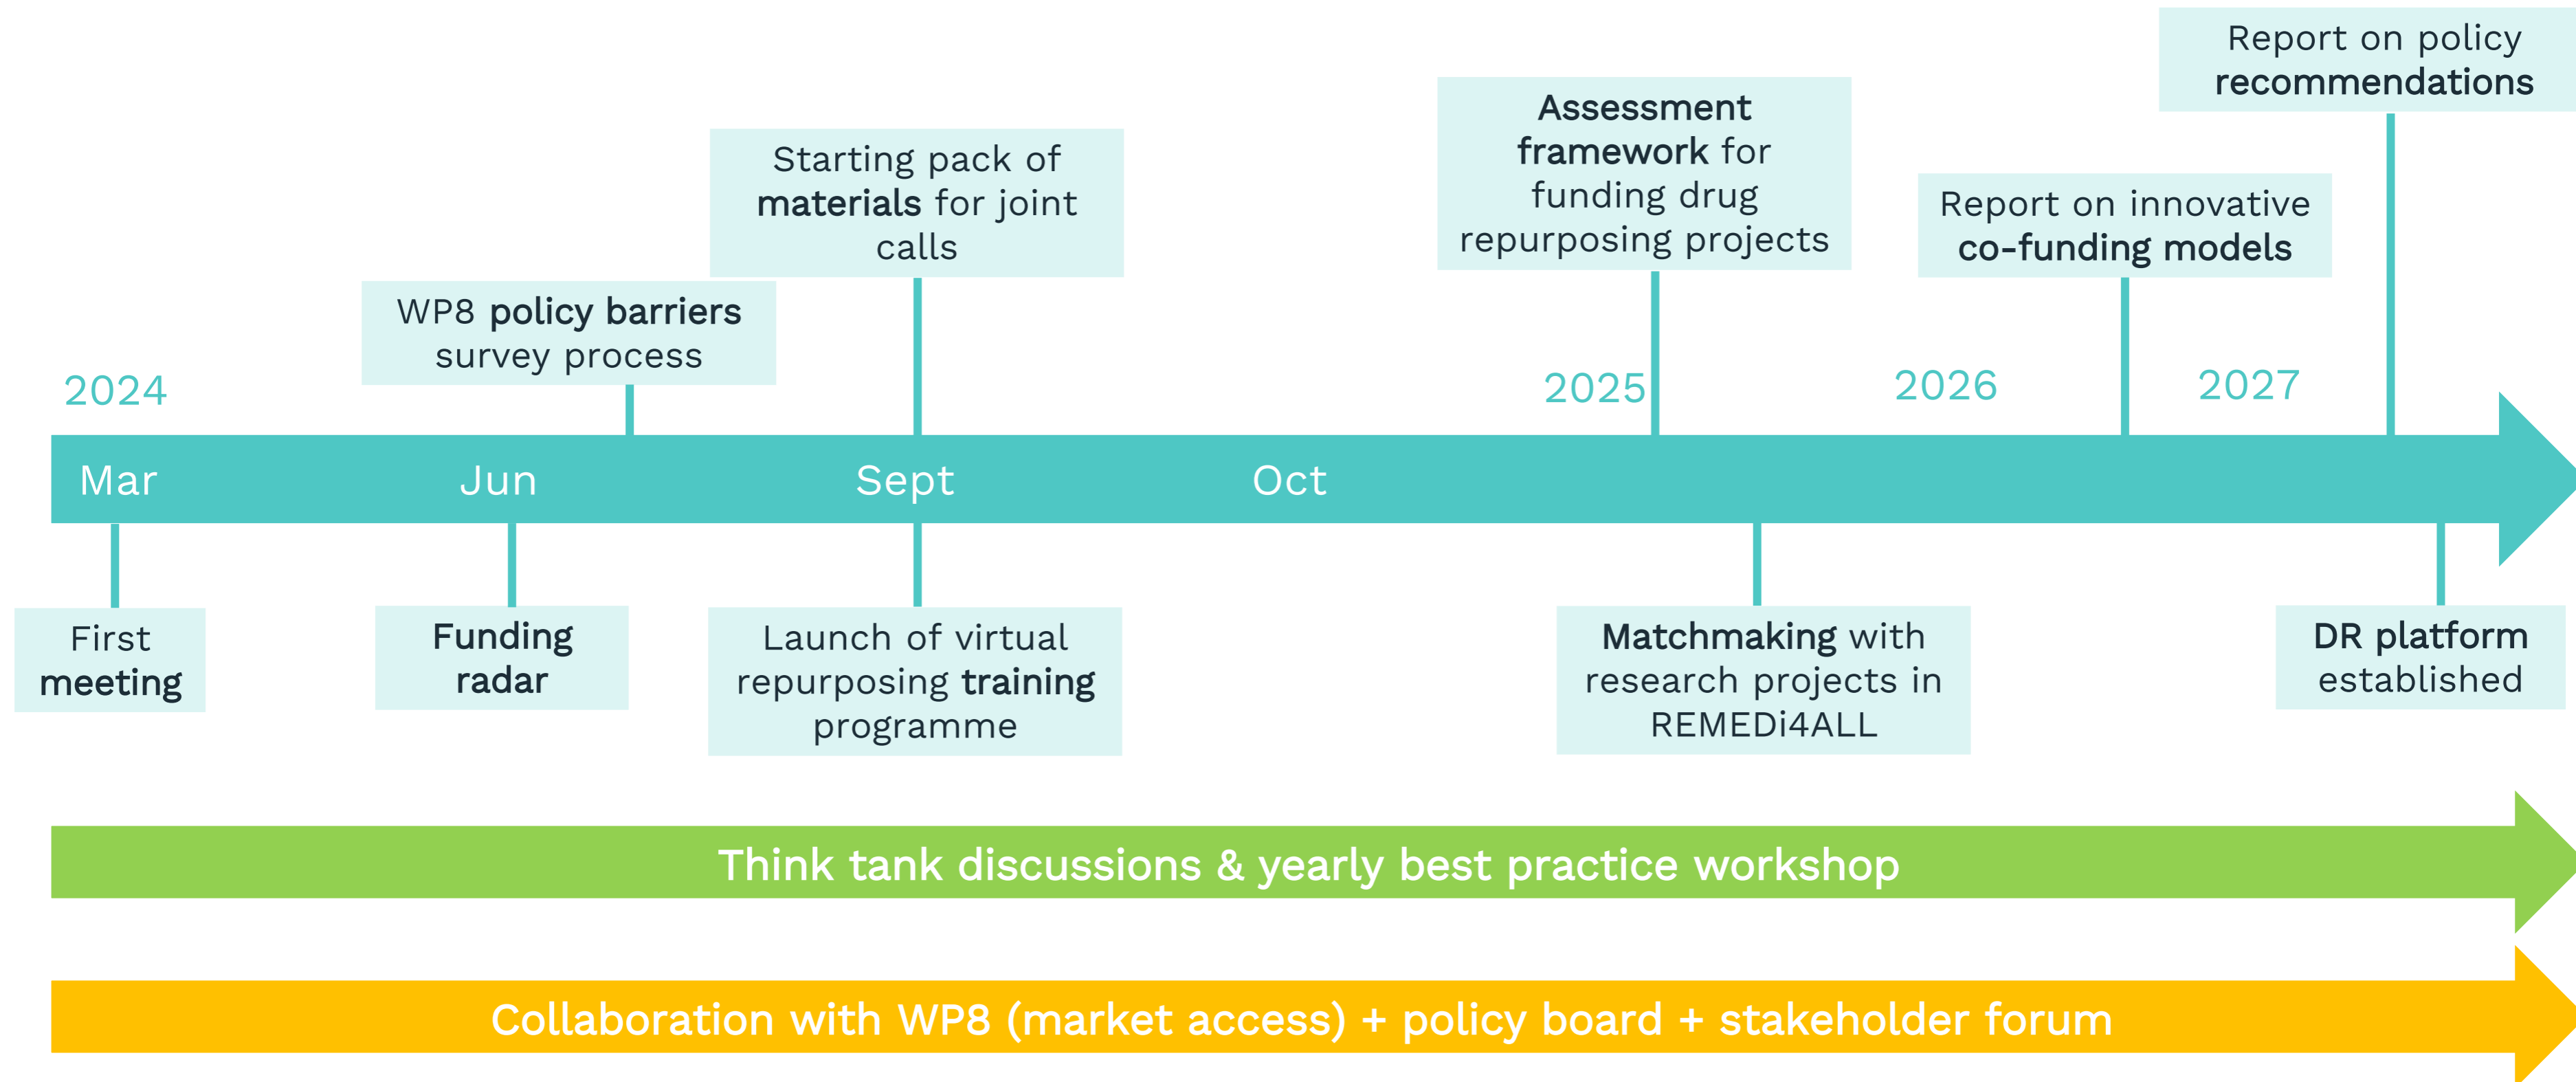 Report on policy
recommendations
Assessment
framework for
funding drug
repurposing projects
Starting pack of
materials for joint
calls
Report on innovative
co-funding models
WP8 policy barriers
survey process
2024
2025
2026
2027
Mar
Jun
Sept
Oct
First
meeting
Funding
radar
Launch of virtual
repurposing training
programme
Matchmaking with
research projects in
REMEDi4ALL
DR platform
established
Think tank discussions & yearly best practice workshop
Collaboration with WP8 (market access) + policy board + stakeholder forum